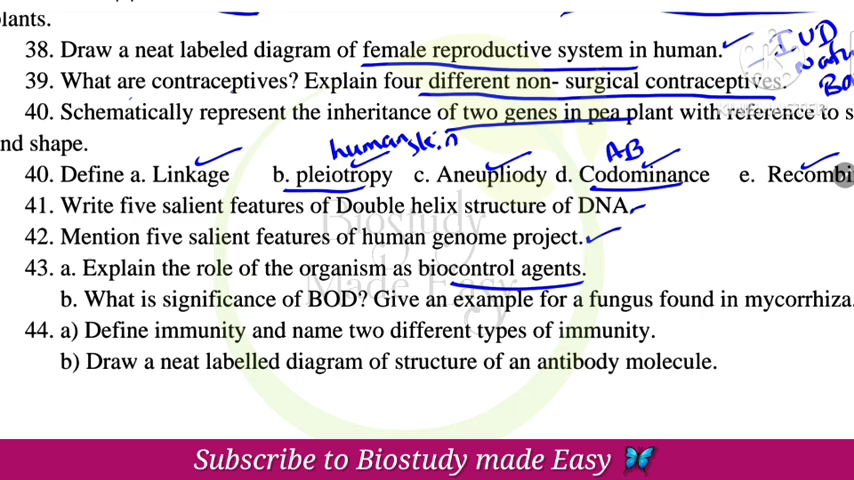 plants.
38. Draw a neat labeled diagram of female reproductive system in human. IUD
39. What are contraceptives? Explain four different non- surgical contraceptives.
40. Schematically represent the inheritance of two genes in pea plant with reference to s
nd shape.
human skin AB
40. Define a. Linkage b. pleiotropy c. Aneupliody d. Codominance e. Recombi
41. Write five salient features of Double helix structure of DNA.
42. Mention five salient features of human genome project.
43. a. Explain the role of the organism as biocontrol agents.
b. What is significance of BOD? Give an example for a fungus found in mycorrhiza.
44. a) Define immunity and name two different types of immunity.
b) Draw a neat labelled diagram of structure of an antibody molecule.
Biostudy
Made Easy
Subscribe to Biostudy made Easy